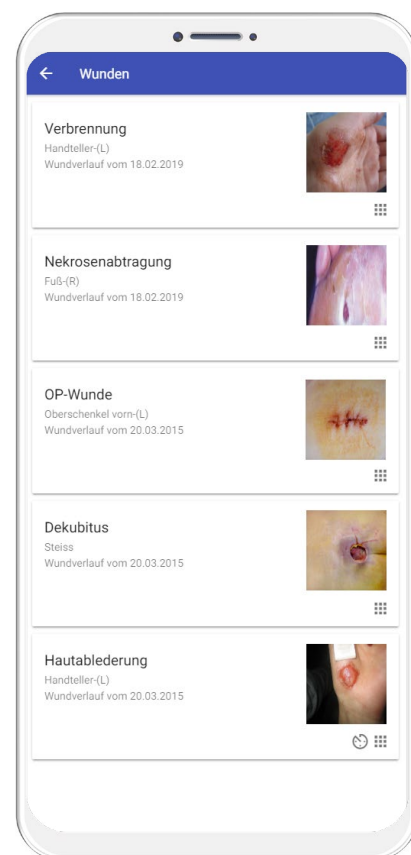 Wunden
Verbrennung
Handteller-(L)
Wundverlauf vom 18.02.2019
Nekrosenabtragung
Fuß-(R)
Wundverlauf vom 18.02.2019
OP-Wunde
Oberschenkel vorn-(L)
Wundverlauf vom 20.03.2015
Dekubitus
Steiss
Wundverlauf vom 20.03.2015
Hautablederung
Handteller-(L)
Wundverlauf vom 20.03.2015